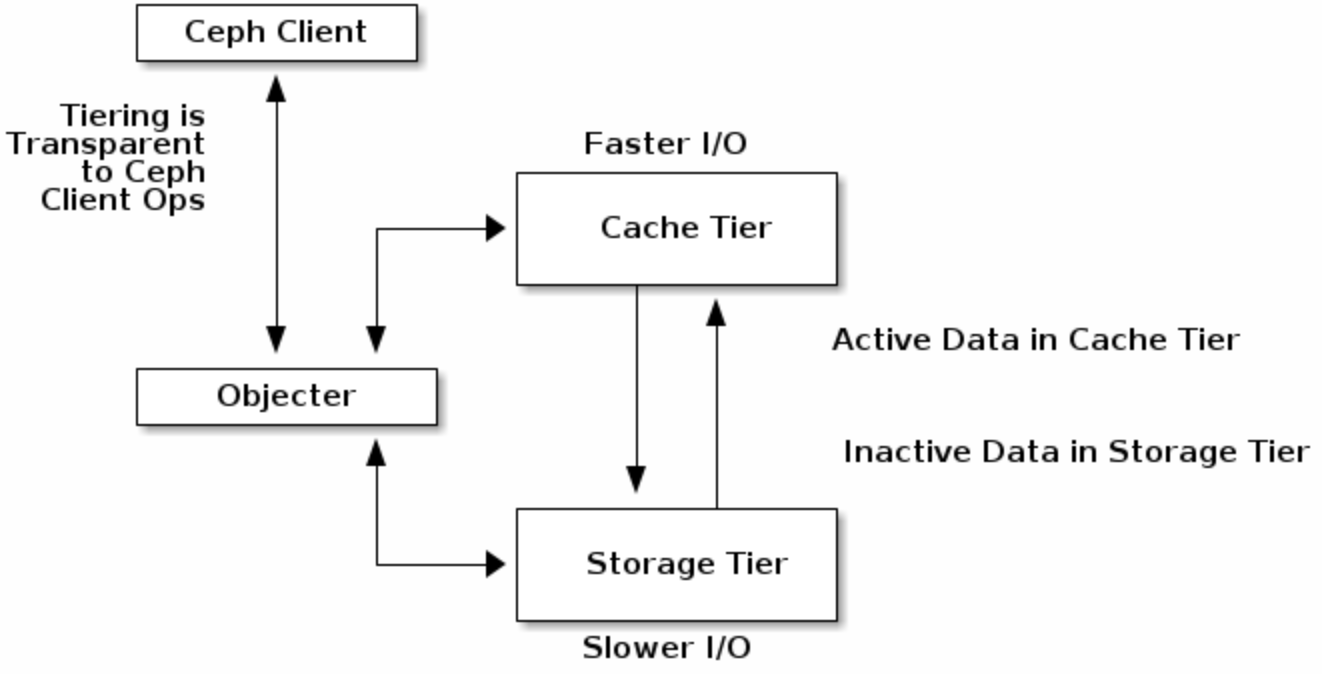 Ceph Client
Tiering is
Transparent
to Ceph
Client Ops
Faster I/O
Cache Tier
Active Data in Cache Tier
Objecter
Inactive Data in Storage Tier
Storage Tier
Slower I/O